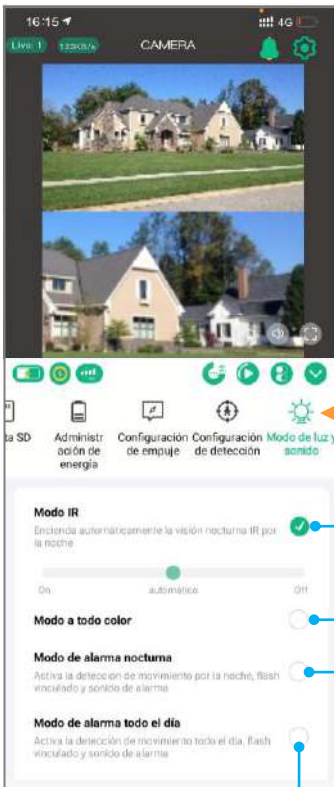 16:15 4G
Live: 1 123KB/s CAMERA
ta SD Administr Configuración Configuración Modo de luz y
ación de de empuje de detección sonido
energía
Modo IR
Encienda automáticamente la visión nocturna IR por
la noche
On automático Off
Modo a todo color
Modo de alarma nocturna
Activa la detección de movimiento por la noche, flash
vinculado y sonido de alarma
Modo de alarma todo el día
Activa la detección de movimiento todo el día, flash
vinculado y sonido de alarma